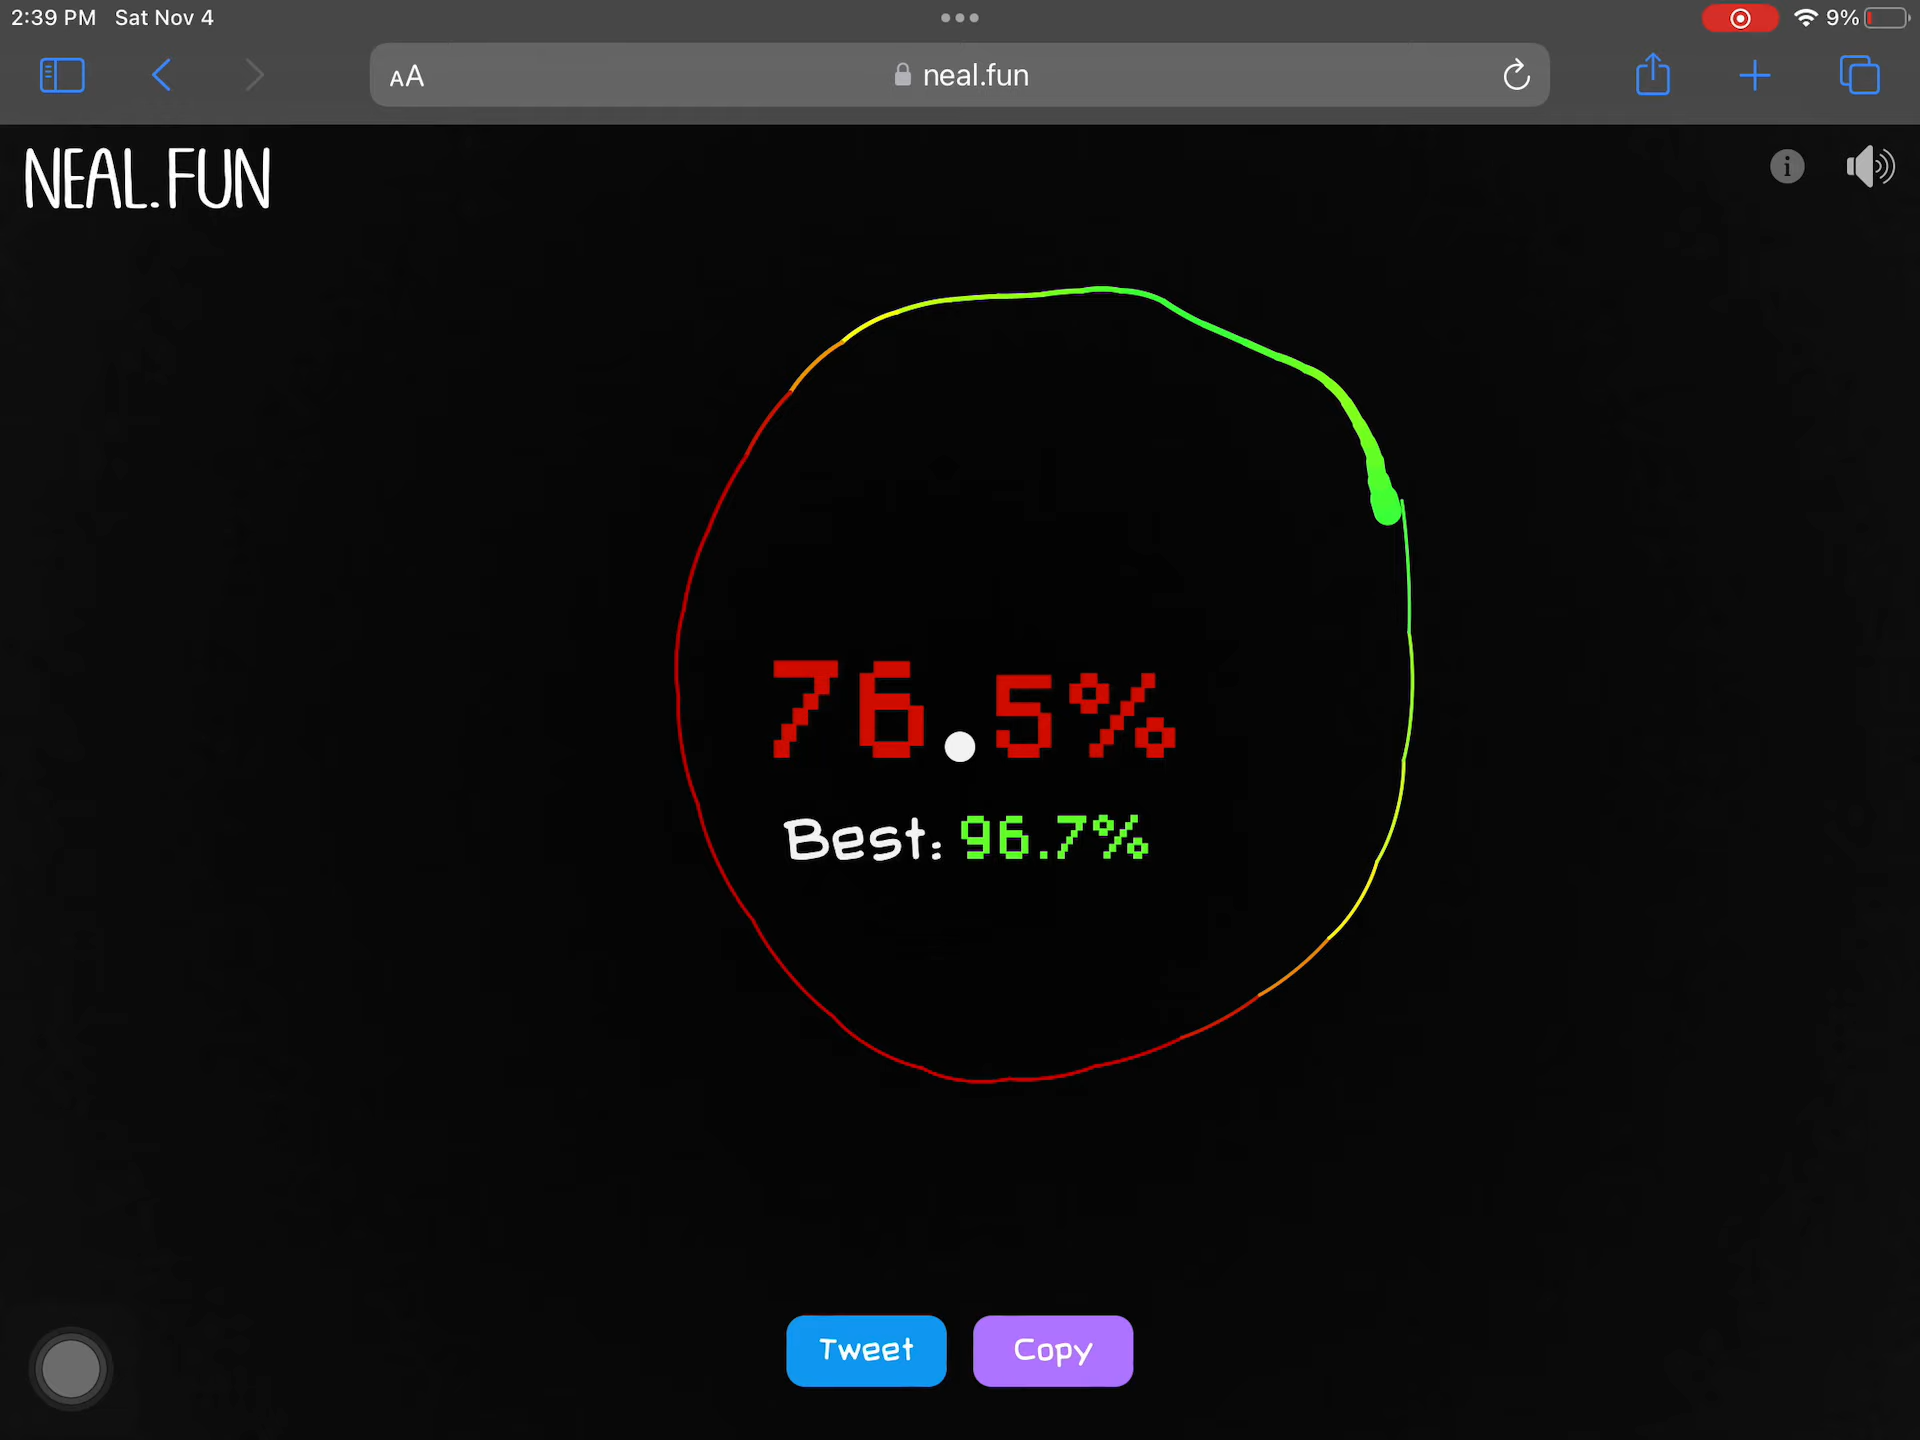 2:39 PM Sat Nov 4
9%
AA
neal.fun
NEAL.FUN
76.5%
Best: 96.7%
Tweet
Copy